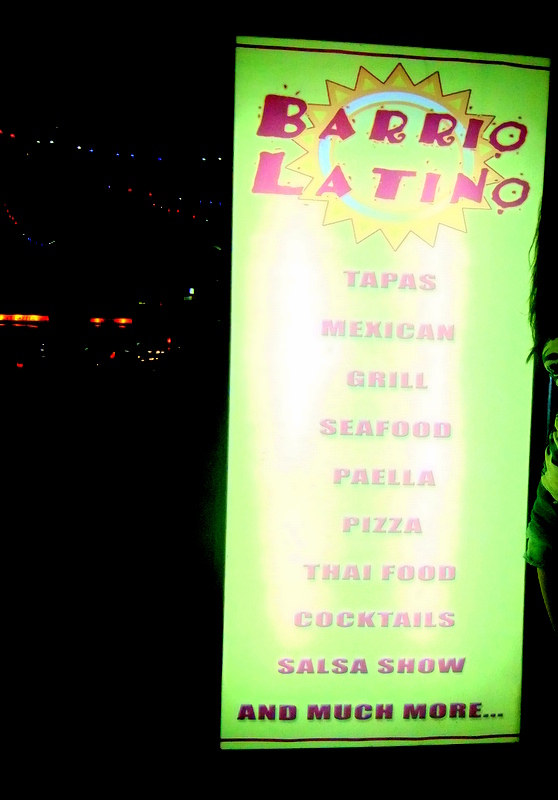 BARRIO
LATINO
TAPAS
MEXICAN
GRILL
SEAFOOD
PAELLA
PIZZA
THAI FOOD
COCKTAILS
SALSA SHOW
AND MUCH MORE...